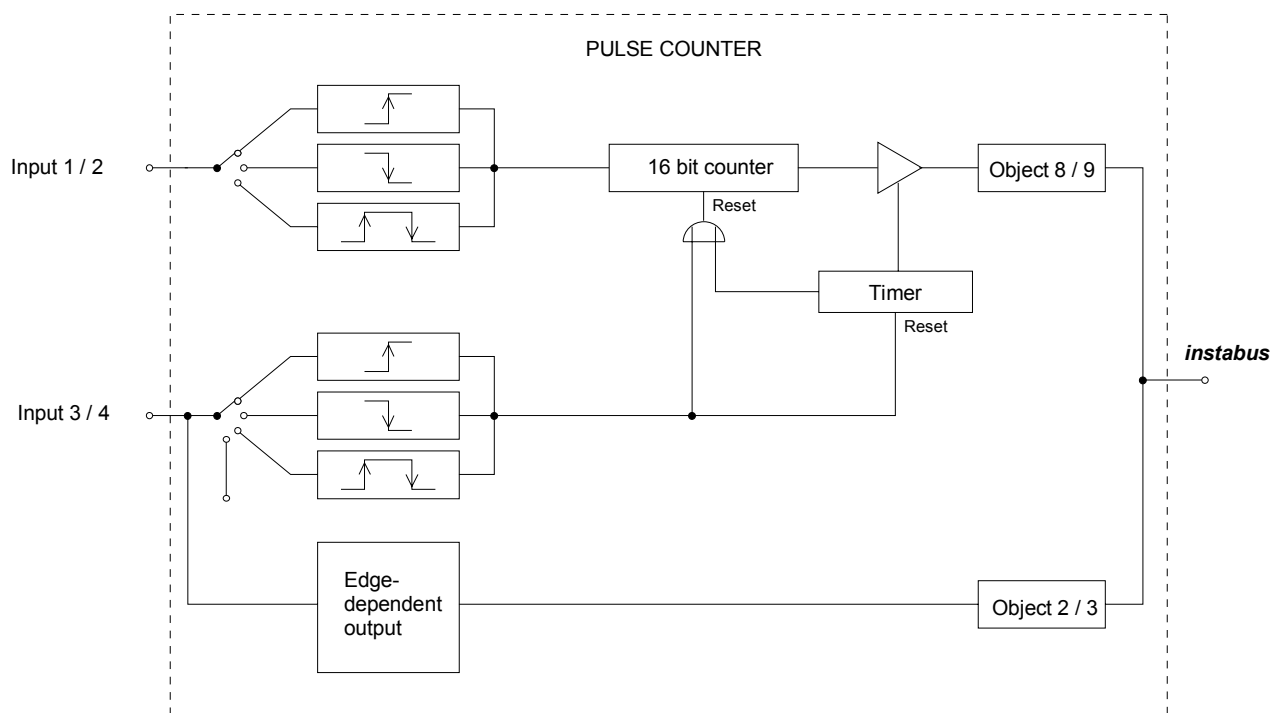 PULSE COUNTER
Input 1 / 2
16 bit counter
Object 8 / 9
Reset
Timer
Reset
instabus
Input 3 / 4
Edge-
dependent
output
Object 2 / 3